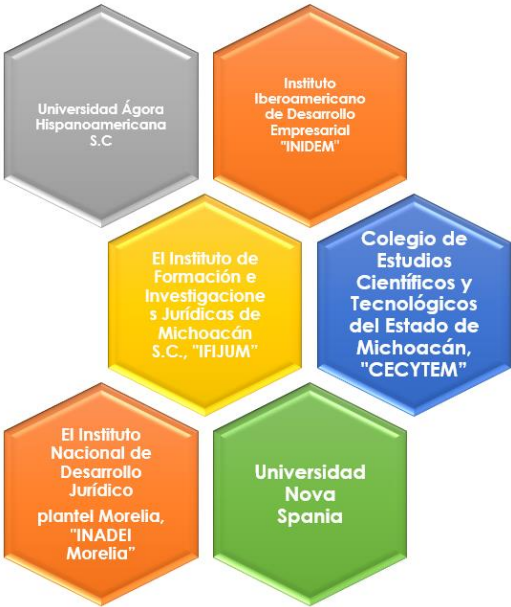 Universidad Ágora
Hispanoamericana
S.C
Instituto
Iberoamericano
de Desarrollo
Empresarial
"INIDEM"
El Instituto de
Formación e
Investigacione
s Jurídicas de
Michoacán
S.C., "IFIJUM"
Colegio de
Estudios
Científicos y
Tecnológicos
del Estado de
Michoacán,
"CECYTEM"
El Instituto
Nacional de
Desarrollo
Jurídico
plantel Morelia,
"INADEI
Morelia"
Universidad
Nova
Spania